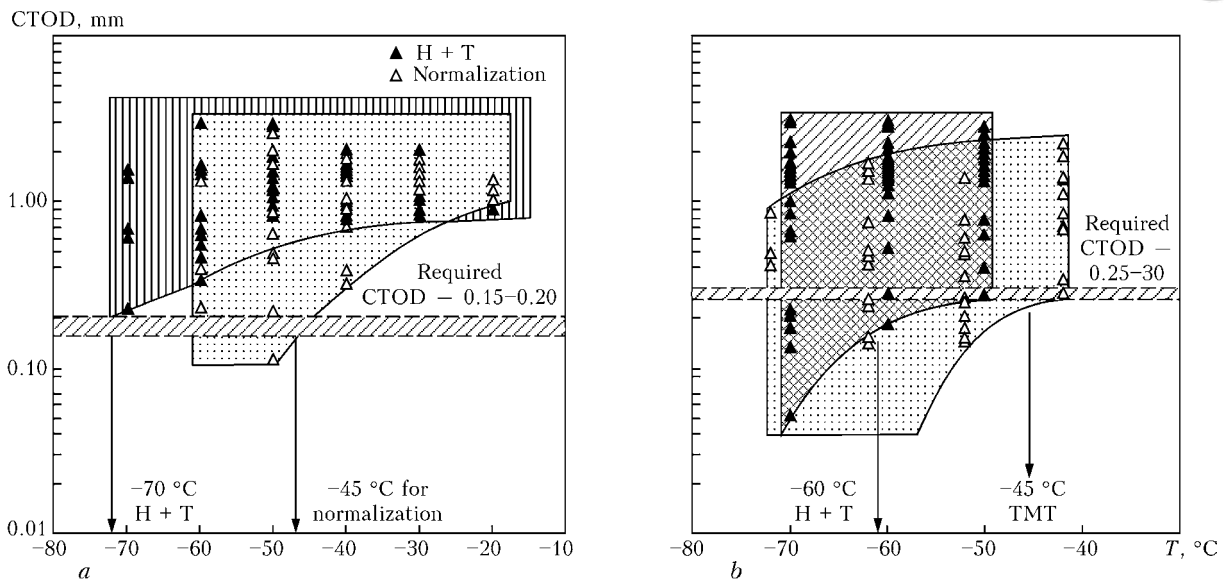 CTOD, mm
H + T
Normalization
1.00
0.10
0.01
Required
CTOD – 0.15–0.20
−70 °C
H + T
−45 °C for
normalization
−80 −70 −60 −50 −40 −30 −20 −10
a
Required
CTOD –
0.25–30
−60 °C
H + T
−45 °C
TMT
−80 −70 −60 −50 −40 T, °C
b